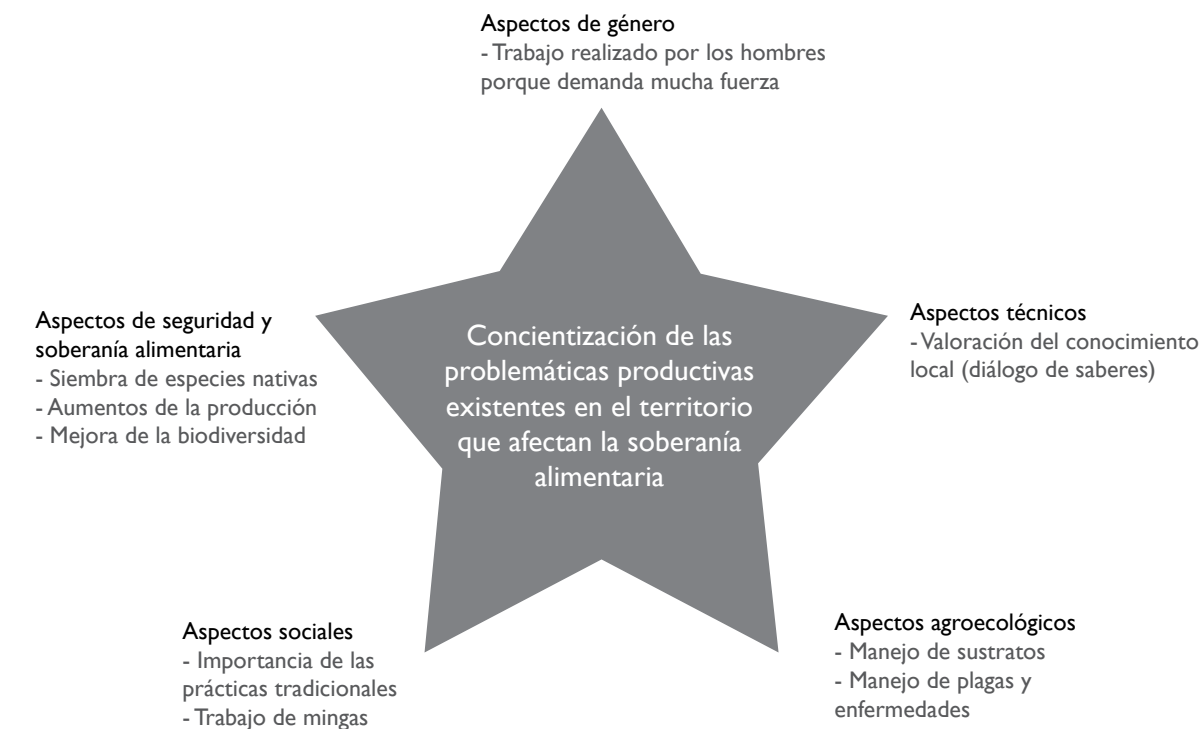 Aspectos de género
- Trabajo realizado por los hombres
porque demanda mucha fuerza
Aspectos de seguridad y
soberanía alimentaria
- Siembra de especies nativas
- Aumentos de la producción
- Mejora de la biodiversidad
Concientización de las
problemáticas productivas
existentes en el territorio
que afectan la soberanía
alimentaria
Aspectos técnicos
- Valoración del conocimiento
local (diálogo de saberes)
Aspectos sociales
- Importancia de las
prácticas tradicionales
- Trabajo de mingas
Aspectos agroecológicos
- Manejo de sustratos
- Manejo de plagas y
enfermedades